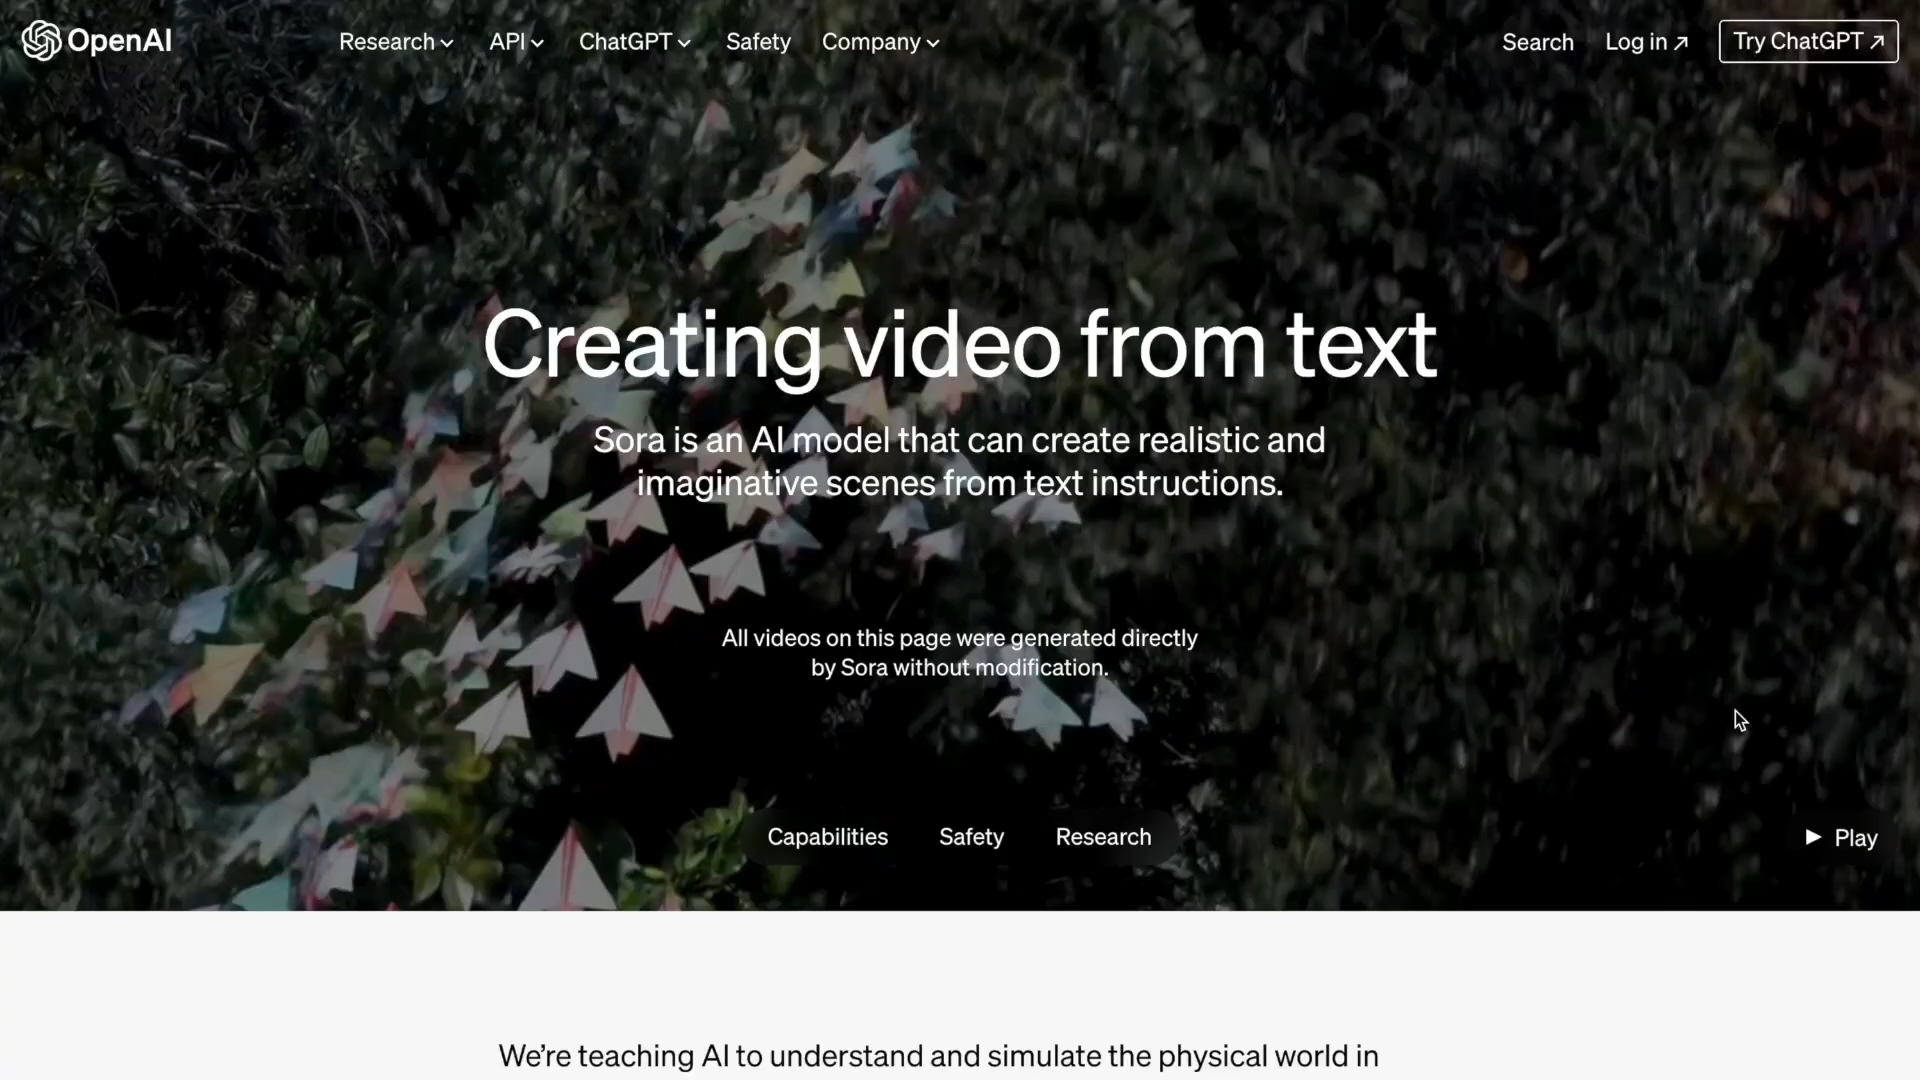 OpenAI
Research
API
ChatGPT
Safety
Company
Search
Log in ↗
Try ChatGPT ↗
Creating video from text
Sora is an AI model that can create realistic and
imaginative scenes from text instructions.
All videos on this page were generated directly
by Sora without modification.
Capabilities
Safety
Research
Play
We’re teaching AI to understand and simulate the physical world in